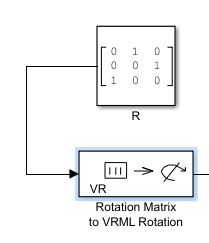 0 1 0
0 0 1
1 0 0
R
VR
Rotation Matrix
to VRML Rotation